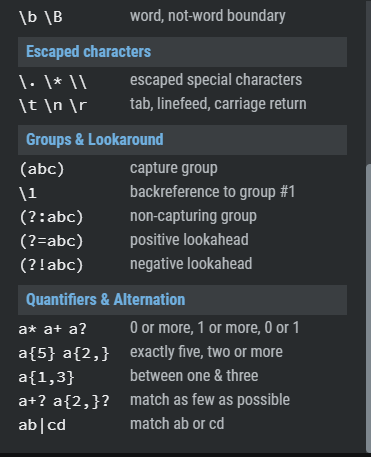 \b \B word, not-word boundary
Escaped characters
\. \* \\ escaped special characters
\t \n \r tab, linefeed, carriage return
Groups & Lookaround
(abc) capture group
\1 backreference to group #1
(?:abc) non-capturing group
(?=abc) positive lookahead
(?!abc) negative lookahead
Quantifiers & Alternation
a* a+ a? 0 or more, 1 or more, 0 or 1
a{5} a{2,} exactly five, two or more
a{1,3} between one & three
a+? a{2,}? match as few as possible
ab|cd match ab or cd